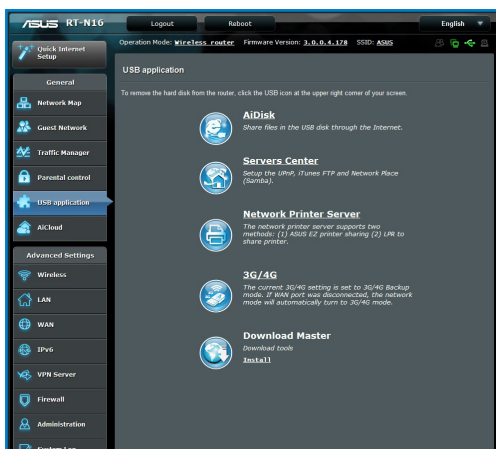 ASUS RT-N16 Logout Reboot English
Quick Internet Setup
Operation Mode: Wireless router Firmware Version: 3.0.0.4.178 SSID: ASUS
General
Network Map
Guest Network
Traffic Manager
Parental control
USB application
AiCloud
Advanced Settings
Wireless
LAN
WAN
IPv6
VPN Server
Firewall
Administration
System Log
USB application
To remove the hard disk from the router, click the USB icon at the upper right corner of your screen.
AiDisk
Share files in the USB disk through the Internet.
Servers Center
Setup the UPnP, iTunes FTP and Network Place
(Samba).
Network Printer Server
The network printer server supports two
methods: (1) ASUS EZ printer sharing (2) LPR to
share printer.
3G/4G
The current 3G/4G setting is set to 3G/4G Backup
mode. If WAN port was disconnected, the network
mode will automatically turn to 3G/4G mode.
Download Master
Download tools
Install